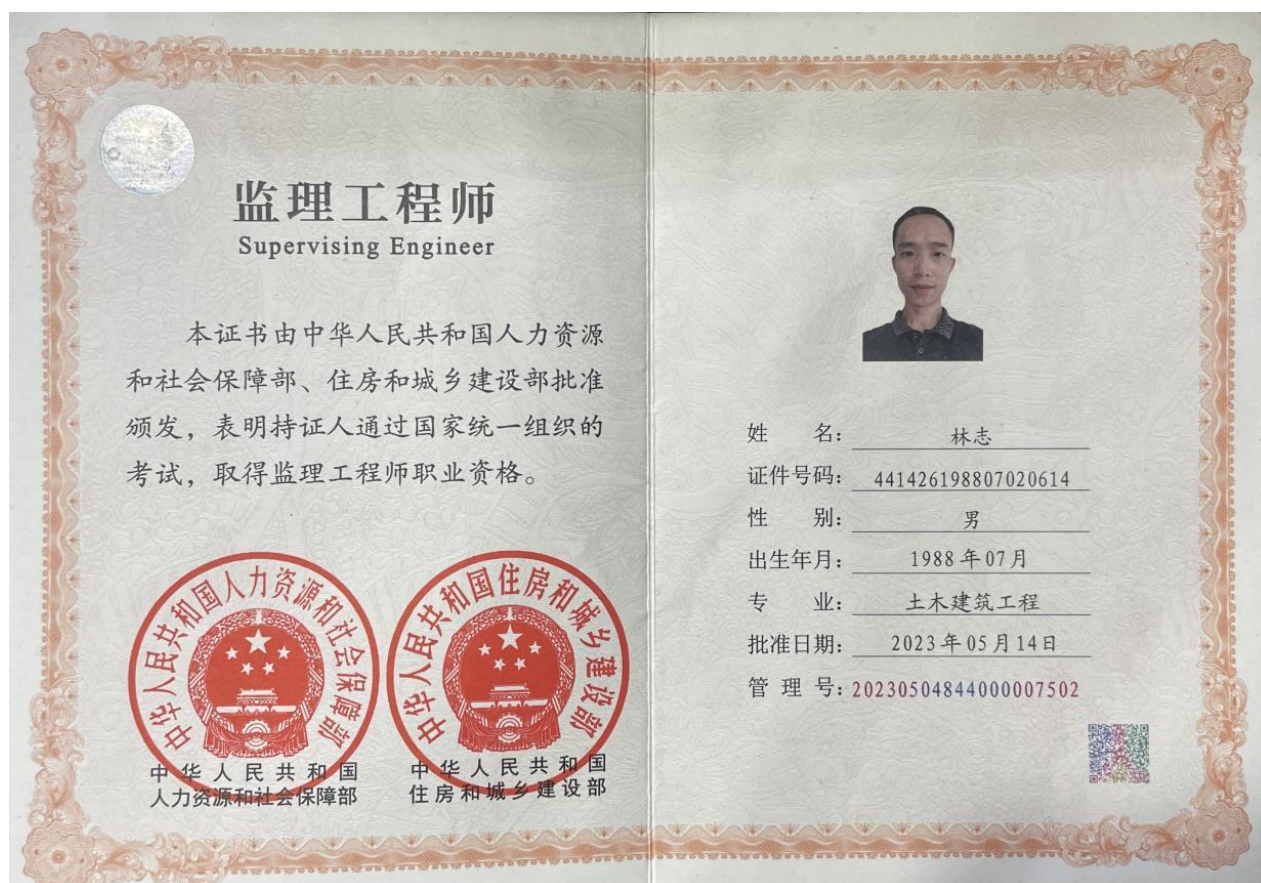 监理工程师
Supervising Engineer
本证书由中华人民共和国人力资源
和社会保障部、住房和城乡建设部批准
颁发，表明持证人通过国家统一组织的
考试，取得监理工程师职业资格。
中华人民共和国人力资源和社会保障部
中华人民共和国
人力资源和社会保障部
中华人民共和国住房和城乡建设部
中华人民共和国
住房和城乡建设部
姓 名： 林志
证件号码： 441426198807020614
性 别： 男
出生年月： 1988年07月
专 业： 土木建筑工程
批准日期： 2023年05月14日
管 理 号： 20230504844000007502